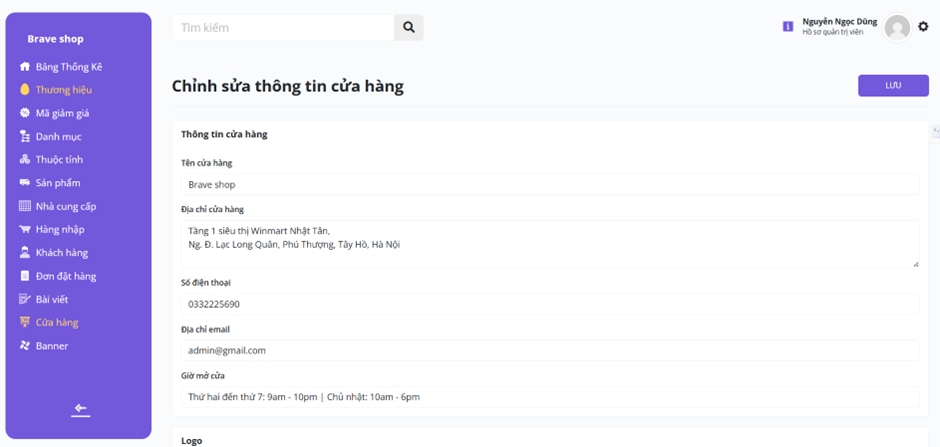 Brave shop
Bảng Thống Kê
Thương hiệu
Mã giảm giá
Danh mục
Thuộc tính
Sản phẩm
Nhà cung cấp
Hàng nhập
Khách hàng
Đơn đặt hàng
Bài viết
Cửa hàng
Banner
Tìm kiếm
Nguyễn Ngọc Dũng
Hồ sơ quản trị viên
Chỉnh sửa thông tin cửa hàng
LƯU
Thông tin cửa hàng
Tên cửa hàng
Brave shop
Địa chỉ cửa hàng
Tầng 1 siêu thị Winmart Nhật Tân,
Ng. Đ. Lạc Long Quân, Phú Thượng, Tây Hồ, Hà Nội
Số điện thoại
0332225690
Địa chỉ email
admin@gmail.com
Giờ mở cửa
Thứ hai đến thứ 7: 9am - 10pm | Chủ nhật: 10am - 6pm
Logo